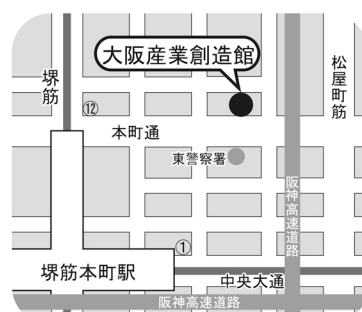 大阪産業創造館
堺筋
松屋町筋
⑫
本町通
東警察署
阪神高速道路
①
堺筋本町駅
中央大通
阪神高速道路